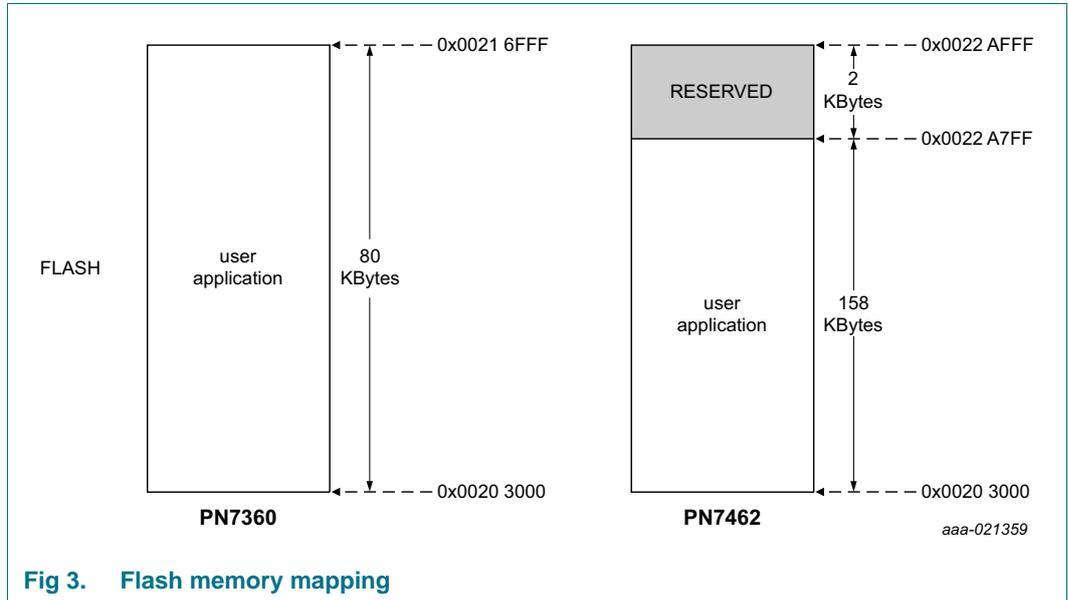 0x0021 6FFF
0x0022 AFFF
RESERVED
2
KBytes
0x0022 A7FF
FLASH
user
application
80
KBytes
user
application
158
KBytes
0x0020 3000
0x0020 3000
PN7360
PN7462
aaa-021359
Fig 3. Flash memory mapping